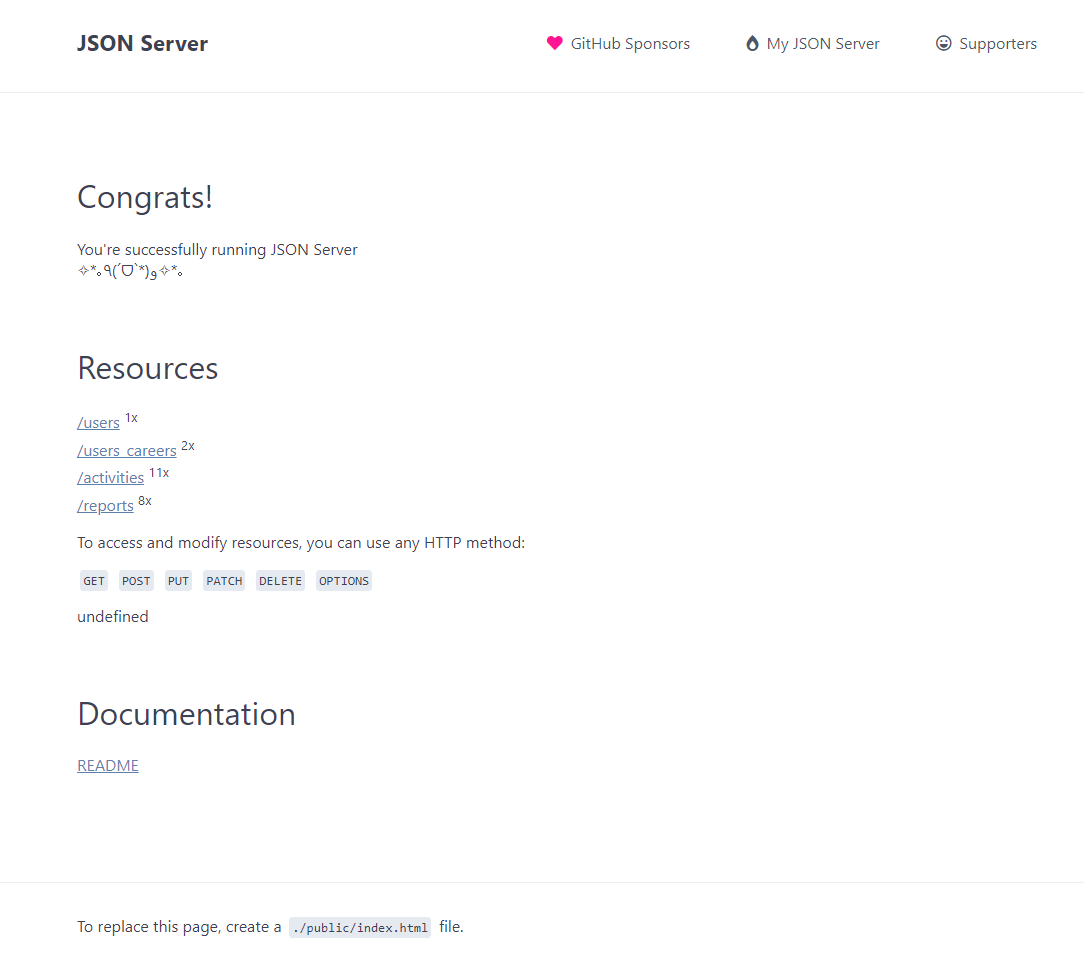 JSON Server
GitHub Sponsors
My JSON Server
Supporters
Congrats!
You're successfully running JSON Server
✧*｡٩(ˊᗜˋ*)و✧*｡
Resources
/users 1x
/users_careers 2x
/activities 11x
/reports 8x
To access and modify resources, you can use any HTTP method:
GET POST PUT PATCH DELETE OPTIONS
undefined
Documentation
README
To replace this page, create a ./public/index.html file.